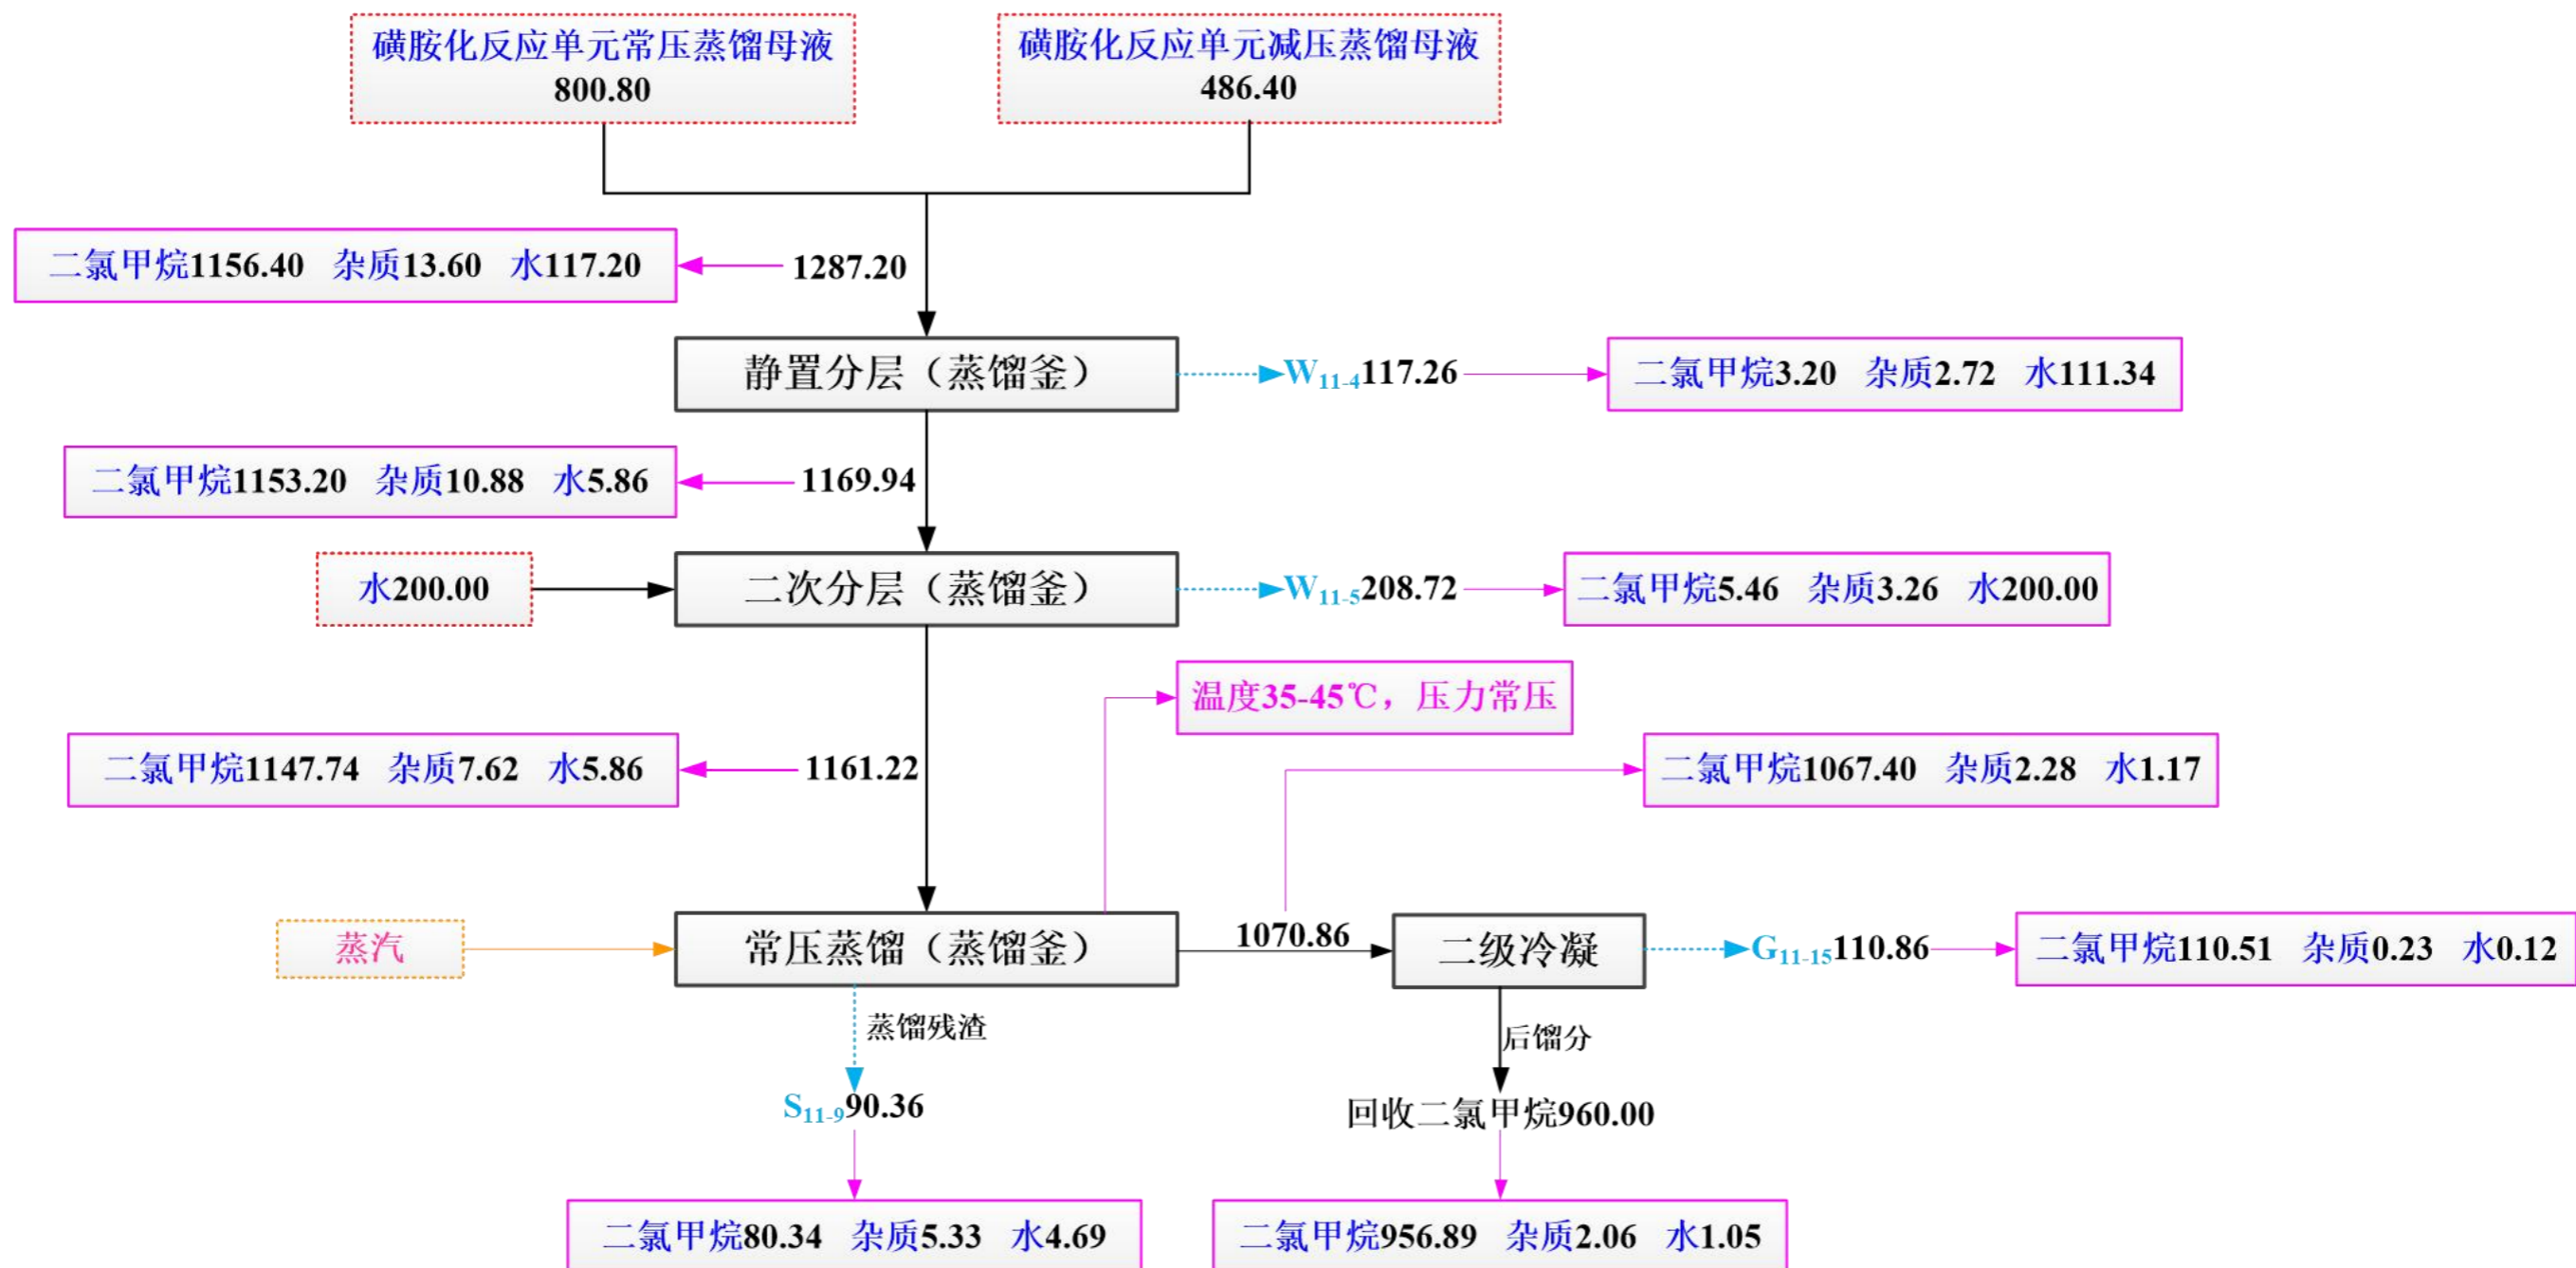 磺胺化反应单元常压蒸馏母液
800.80
磺胺化反应单元减压蒸馏母液
486.40
二氯甲烷1156.40 杂质13.60 水117.20
1287.20
静置分层（蒸馏釜）
W11-4117.26
二氯甲烷3.20 杂质2.72 水111.34
二氯甲烷1153.20 杂质10.88 水5.86
1169.94
水200.00
二次分层（蒸馏釜）
W11-5208.72
二氯甲烷5.46 杂质3.26 水200.00
温度35-45℃，压力常压
二氯甲烷1147.74 杂质7.62 水5.86
1161.22
二氯甲烷1067.40 杂质2.28 水1.17
蒸汽
常压蒸馏（蒸馏釜）
1070.86
二级冷凝
G11-15110.86
二氯甲烷110.51 杂质0.23 水0.12
蒸馏残渣
后馏分
S11-990.36
回收二氯甲烷960.00
二氯甲烷80.34 杂质5.33 水4.69
二氯甲烷956.89 杂质2.06 水1.05